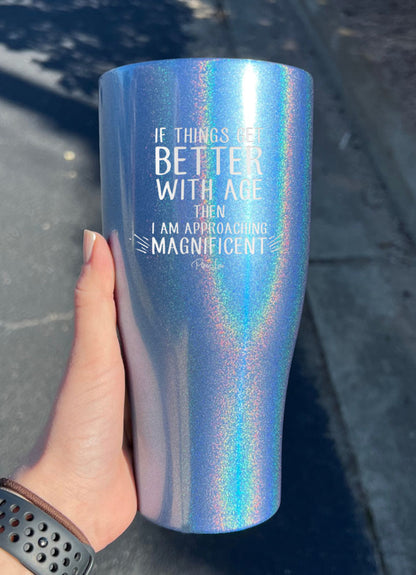 IF THINGS GET
BETTER
WITH AGE
THEN
I AM APPROACHING
MAGNIFICENT